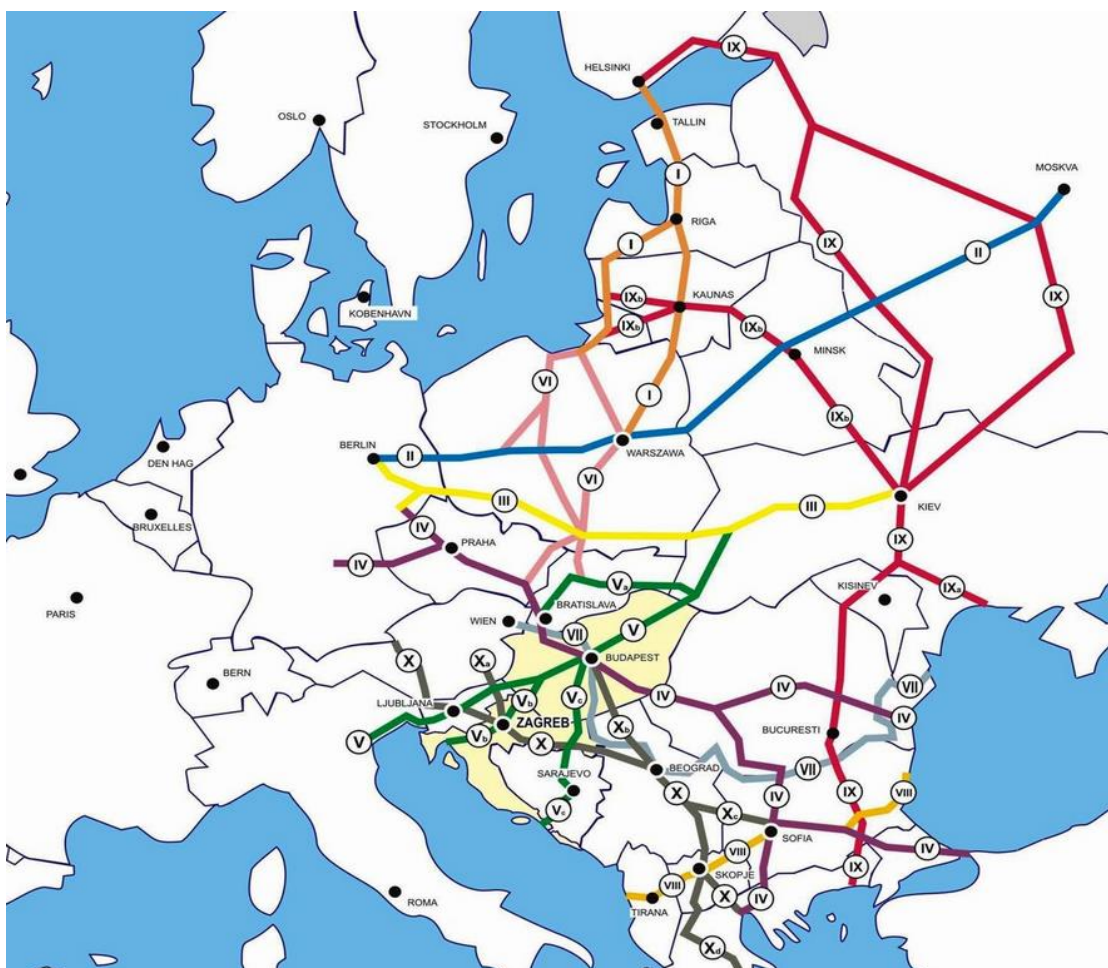 IX
HELSINKI
OSLO
STOCKHOLM
TALLIN
MOSKVA
I
RIGA
I
IX
II
IXb
KAUNAS
IX
KOBENHAVN
IXb
IXb
MINSK
VI
I
IXb
BERLIN
II
WARSZAWA
DEN HAG
VI
III
III
KIEV
BRUXELLES
IV
IX
PRAHA
IV
Va
KISINEV
IXa
PARIS
BRATISLAVA
WIEN
VII
V
BUDAPEST
X
Xa
BERN
IV
IV
VII
LJUBLJANA
Vb
Vc
IV
ZAGREB
Xb
BUCURESTI
V
Vb
X
BEOGRAD
VII
SARAJEVO
X
IV
IX
VIII
Vc
Xc
SOFIA
IV
VIII
SKOPJE
IX
VIII
X
IV
ROMA
TIRANA
Xd